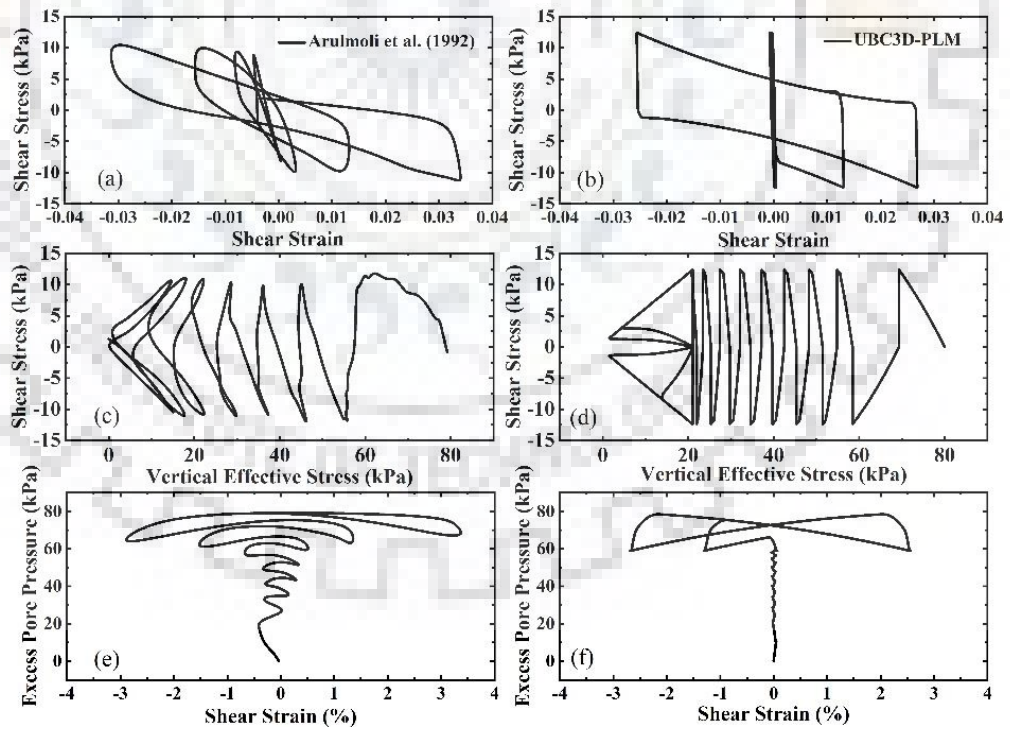 15
10
5
0
-5
-10
-15
Shear Stress (kPa)
Arulmoli et al. (1992)
(a)
-0.04 -0.03 -0.02 -0.01 0.00 0.01 0.02 0.03 0.04
Shear Strain
15
10
5
0
-5
-10
-15
Shear Stress (kPa)
UBC3D-PLM
(b)
-0.04 -0.03 -0.02 -0.01 0.00 0.01 0.02 0.03 0.04
Shear Strain
15
10
5
0
-5
-10
-15
Shear Stress (kPa)
(c)
0 20 40 60 80
Vertical Effective Stress (kPa)
15
10
5
0
-5
-10
-15
Shear Stress (kPa)
(d)
0 20 40 60 80
Vertical Effective Stress (kPa)
80
60
40
20
0
Excess Pore Pressure (kPa)
(e)
-4 -3 -2 -1 0 1 2 3 4
Shear Strain (%)
80
60
40
20
0
Excess Pore Pressure (kPa)
(f)
-4 -3 -2 -1 0 1 2 3 4
Shear Strain (%)